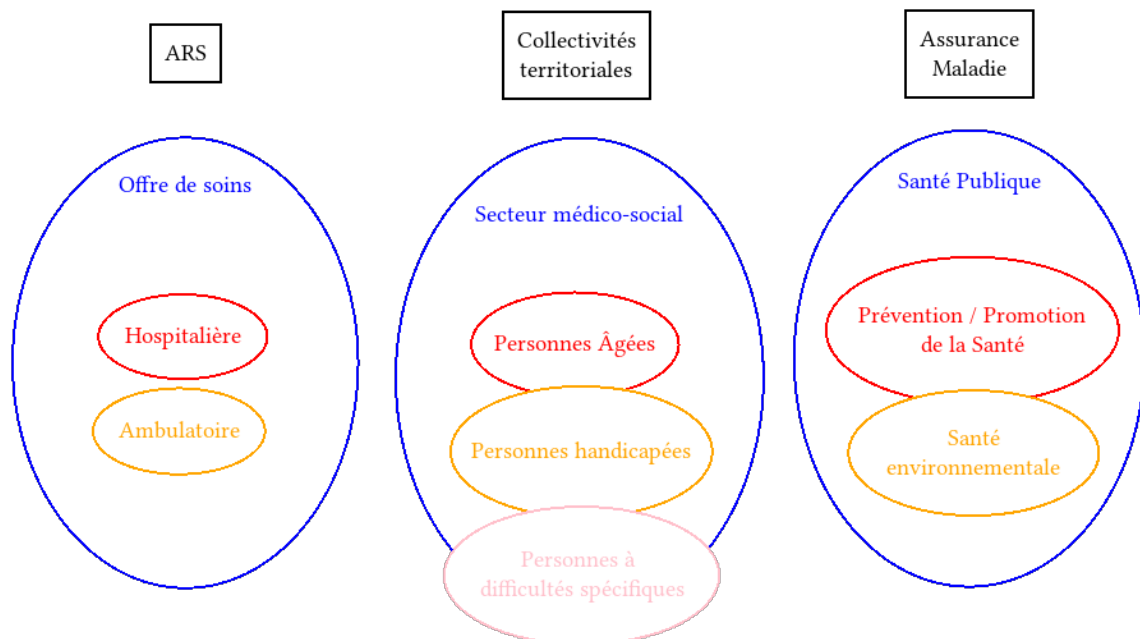 ARS
Collectivités
territoriales
Assurance
Maladie
Offre de soins
Hospitalière
Ambulatoire
Secteur médico-social
Personnes Âgées
Personnes handicapées
Personnes à
difficultés spécifiques
Santé Publique
Prévention / Promotion
de la Santé
Santé
environnementale